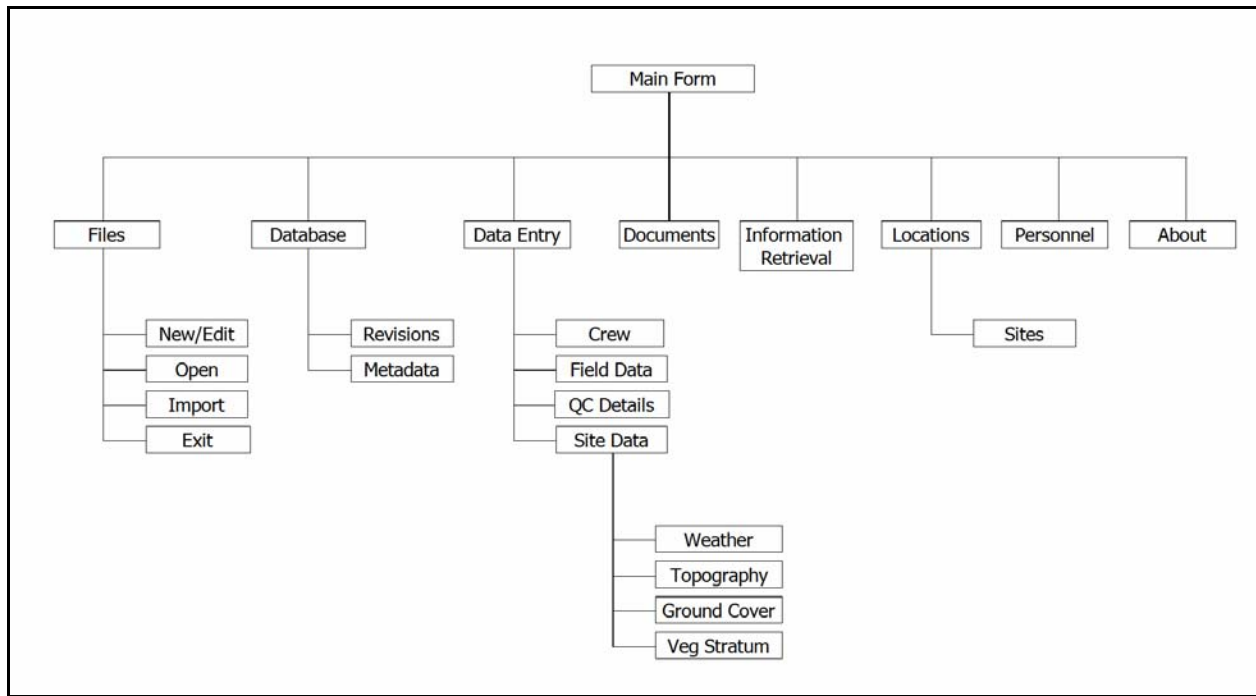 Main Form
Files
Database
Data Entry
Documents
Information
Retrieval
Locations
Personnel
About
New/Edit
Open
Import
Exit
Revisions
Metadata
Crew
Field Data
QC Details
Site Data
Sites
Weather
Topography
Ground Cover
Veg Stratum